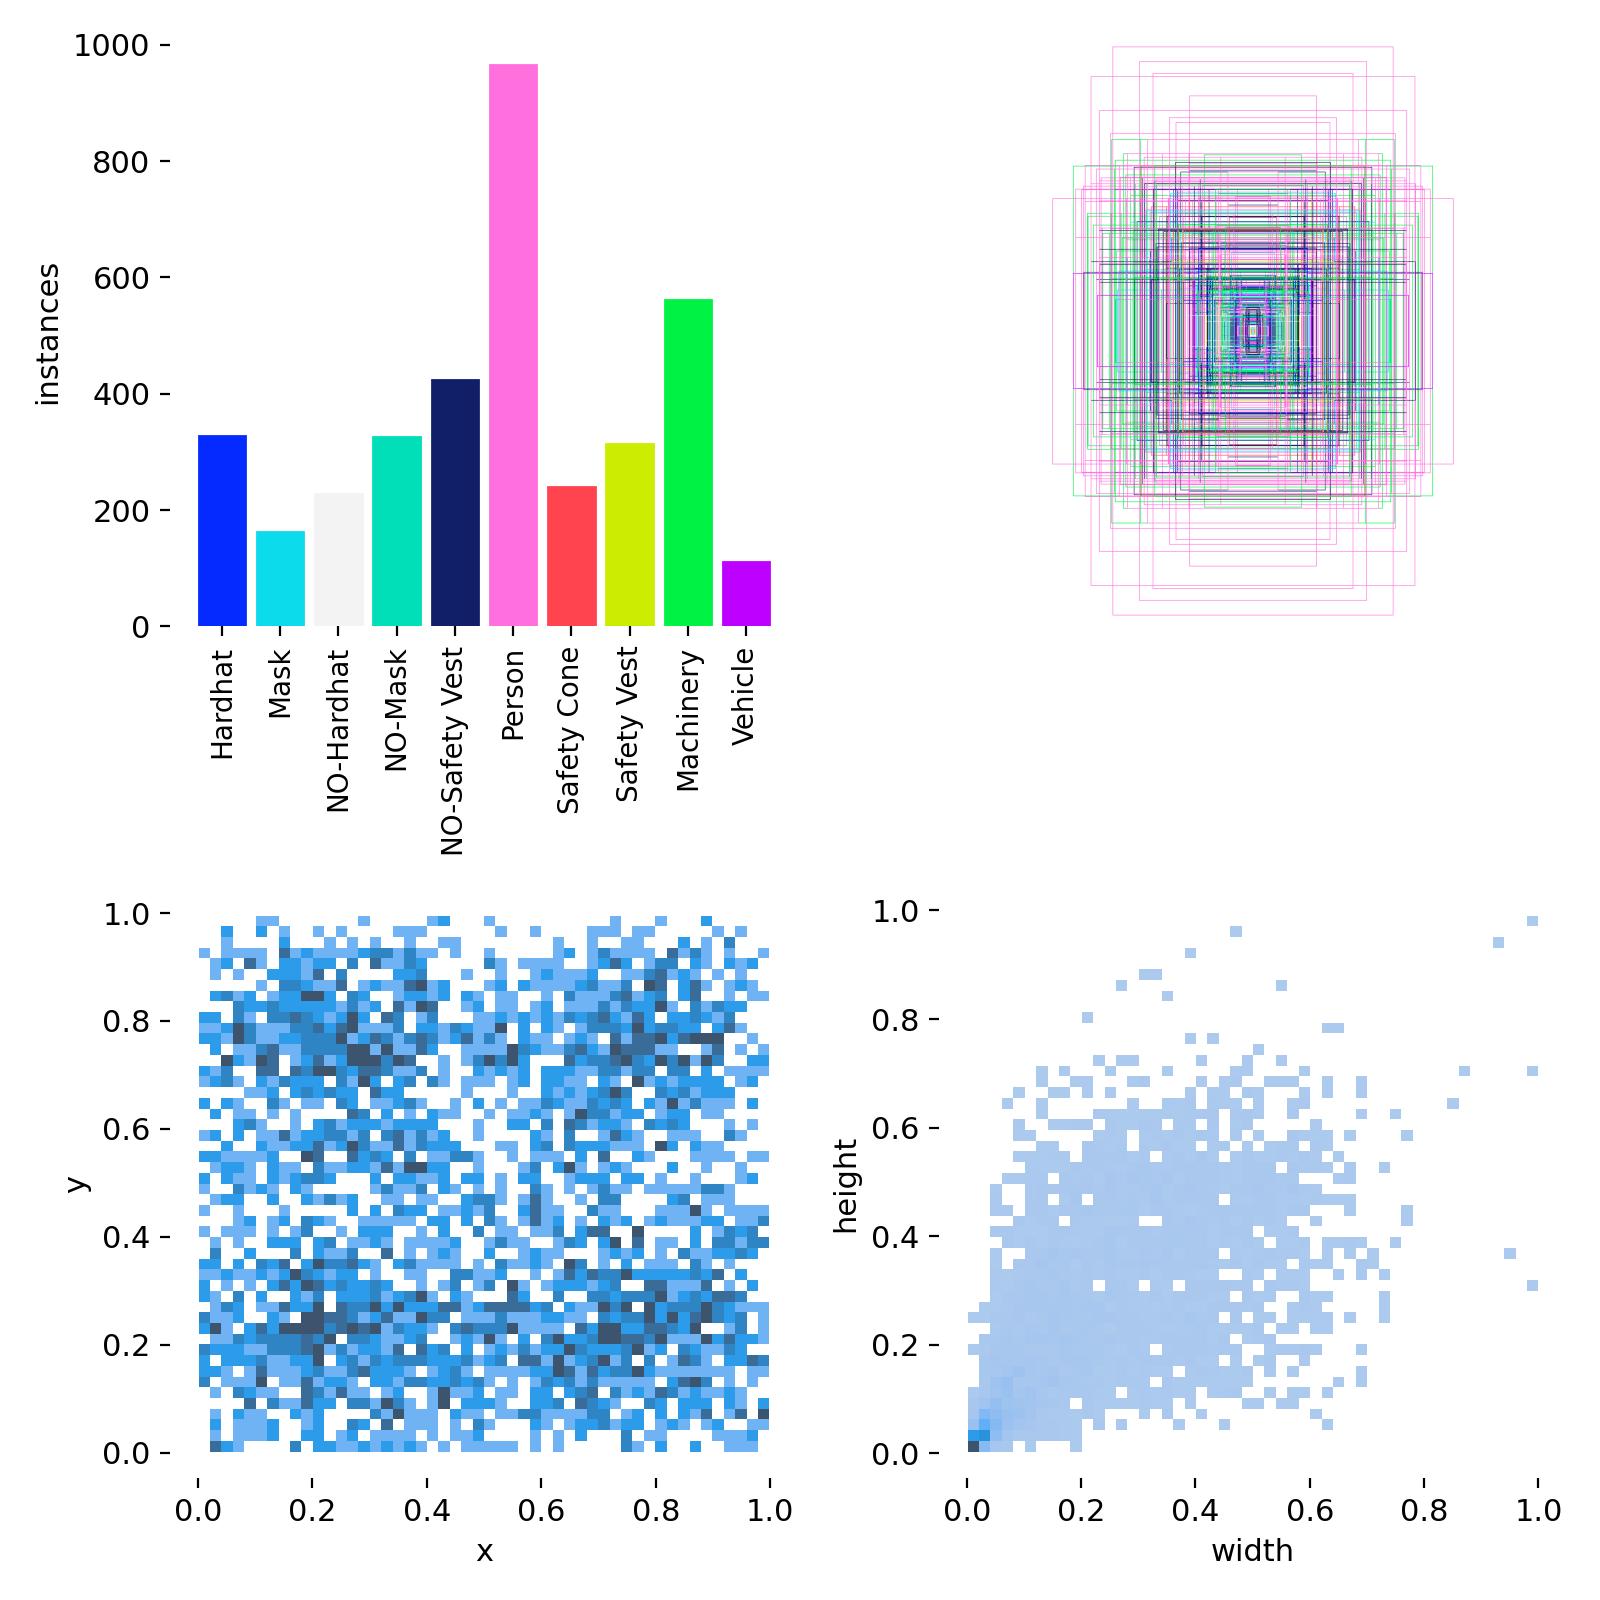 instances
1000
800
600
400
200
0
Hardhat
Mask
NO-Hardhat
NO-Mask
NO-Safety Vest
Person
Safety Cone
Safety Vest
Machinery
Vehicle
y
1.0
0.8
0.6
0.4
0.2
0.0
0.0 0.2 0.4 0.6 0.8 1.0
x
height
1.0
0.8
0.6
0.4
0.2
0.0
0.0 0.2 0.4 0.6 0.8 1.0
width